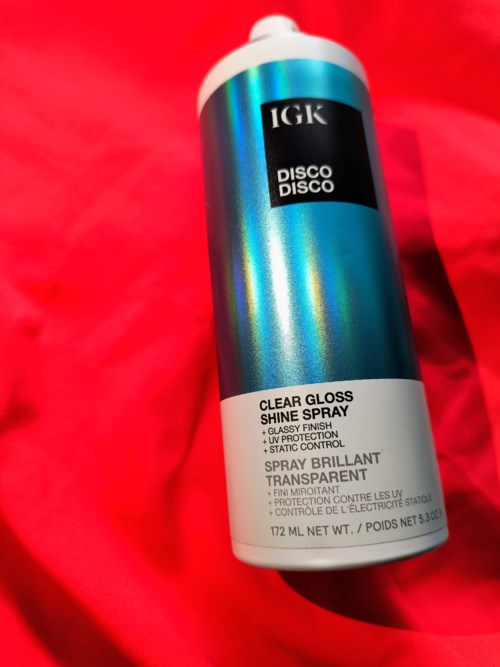 IGK
DISCO
DISCO
CLEAR GLOSS
SHINE SPRAY
+ GLASSY FINISH
+ UV PROTECTION
+ STATIC CONTROL
SPRAY BRILLANT
TRANSPARENT
+ FINI MIROITANT
+ PROTECTION CONTRE LES UV
+ CONTRÔLE DE L'ÉLECTRICITÉ STATIQUE
172 ML NET WT. / POIDS NET 5.3 OZ